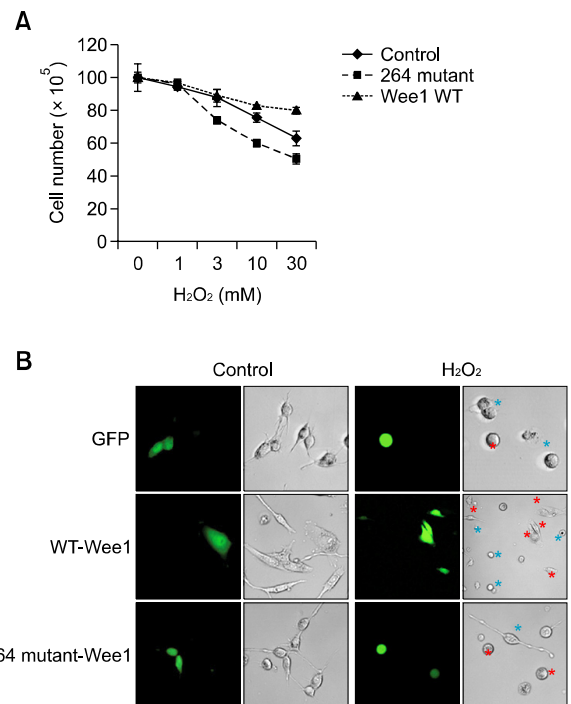 A
120
100
80
60
40
20
0
Cell number (× 10⁵)
0 1 3 10 30
H₂O₂ (mM)
Control
264 mutant
Wee1 WT
B
Control H₂O₂
GFP
* * *
WT-Wee1
* * * * * * * *
64 mutant-Wee1
* * *